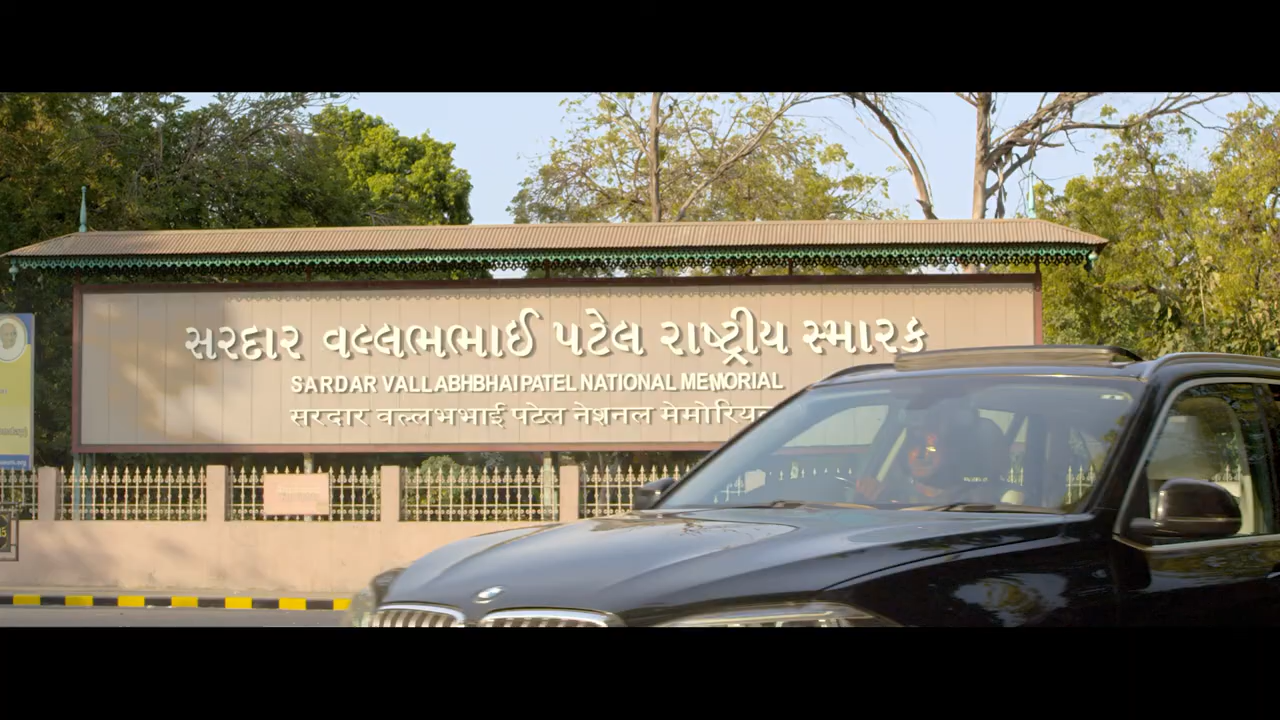 સરદાર વલ્લભભાઈ પટેલ રાષ્ટ્રીય સ્મારક
SARDAR VALLABHBHAI PATEL NATIONAL MEMORIAL
सरदार वल्लभभाई पटेल नेशनल